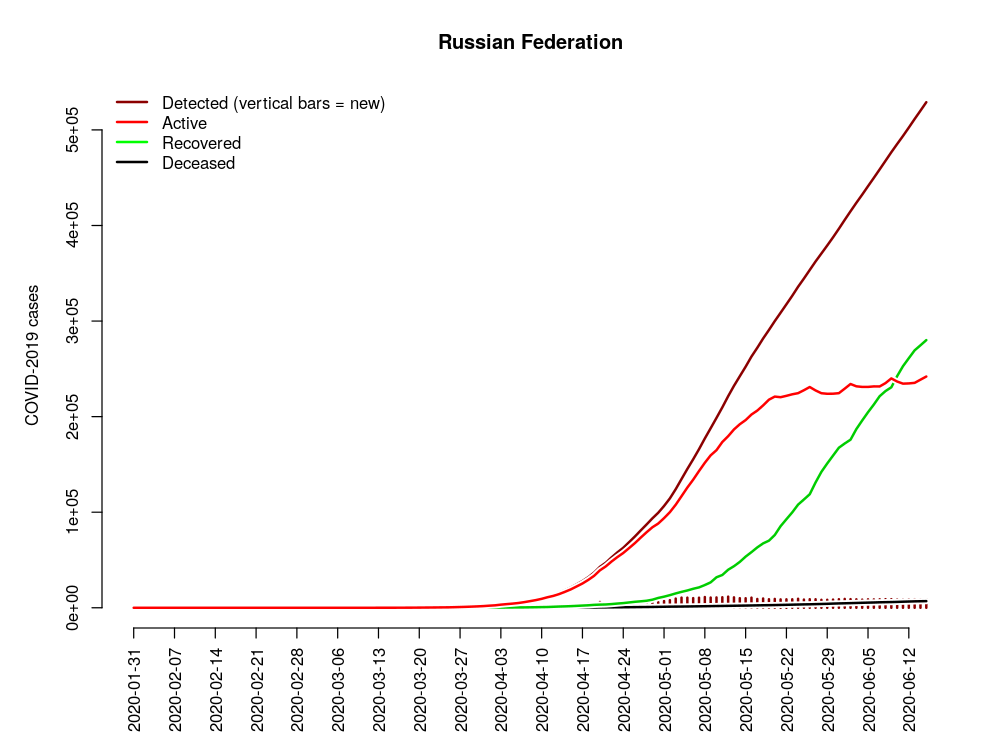 Russian Federation
Detected (vertical bars = new)
Active
Recovered
Deceased
COVID-2019 cases
5e+05
4e+05
3e+05
2e+05
1e+05
0e+00
2020-01-31
2020-02-07
2020-02-14
2020-02-21
2020-02-28
2020-03-06
2020-03-13
2020-03-20
2020-03-27
2020-04-03
2020-04-10
2020-04-17
2020-04-24
2020-05-01
2020-05-08
2020-05-15
2020-05-22
2020-05-29
2020-06-05
2020-06-12